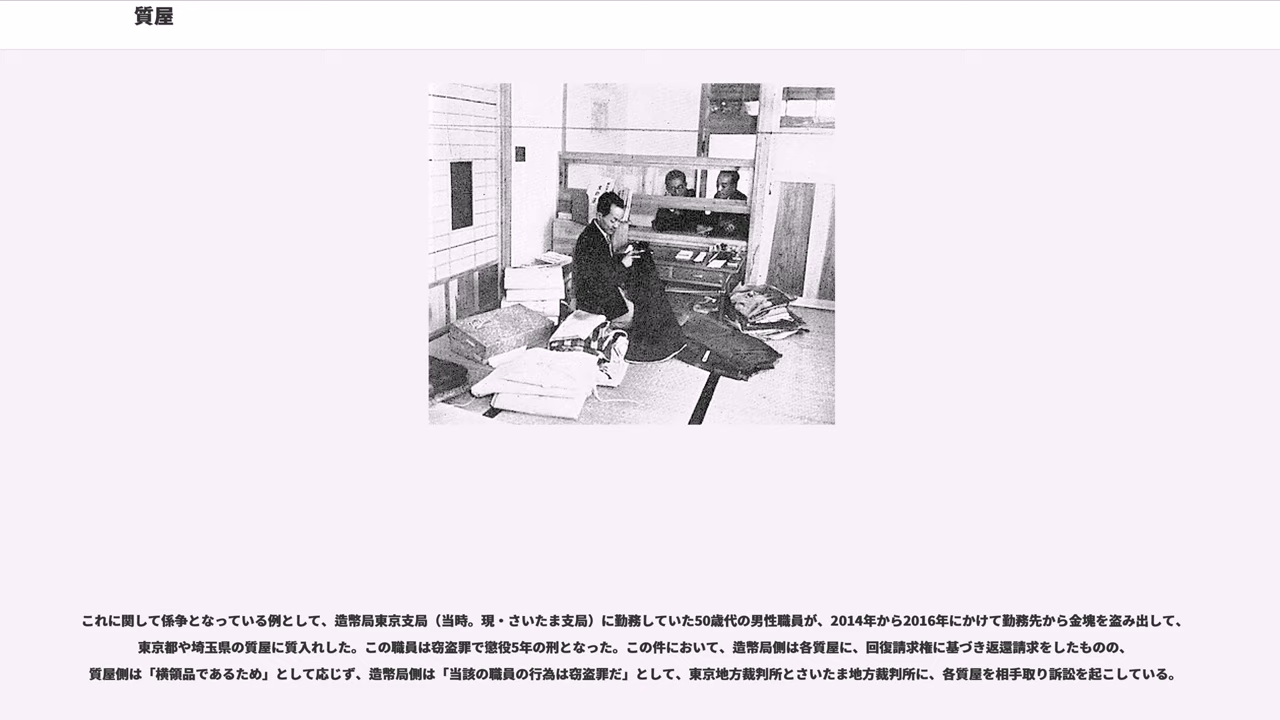 質屋
これに関して係争となっている例として、造幣局東京支局（当時。現・さいたま支局）に勤務していた50歳代の男性職員が、2014年から2016年にかけて勤務先から金塊を盗み出して、
東京都や埼玉県の質屋に質入れした。この職員は窃盗罪で懲役5年の刑となった。この件において、造幣局側は各質屋に、回復請求権に基づき返還請求をしたものの、
質屋側は「横領品であるため」として応じず、造幣局側は「当該の職員の行為は窃盗罪だ」として、東京地方裁判所とさいたま地方裁判所に、各質屋を相手取り訴訟を起こしている。